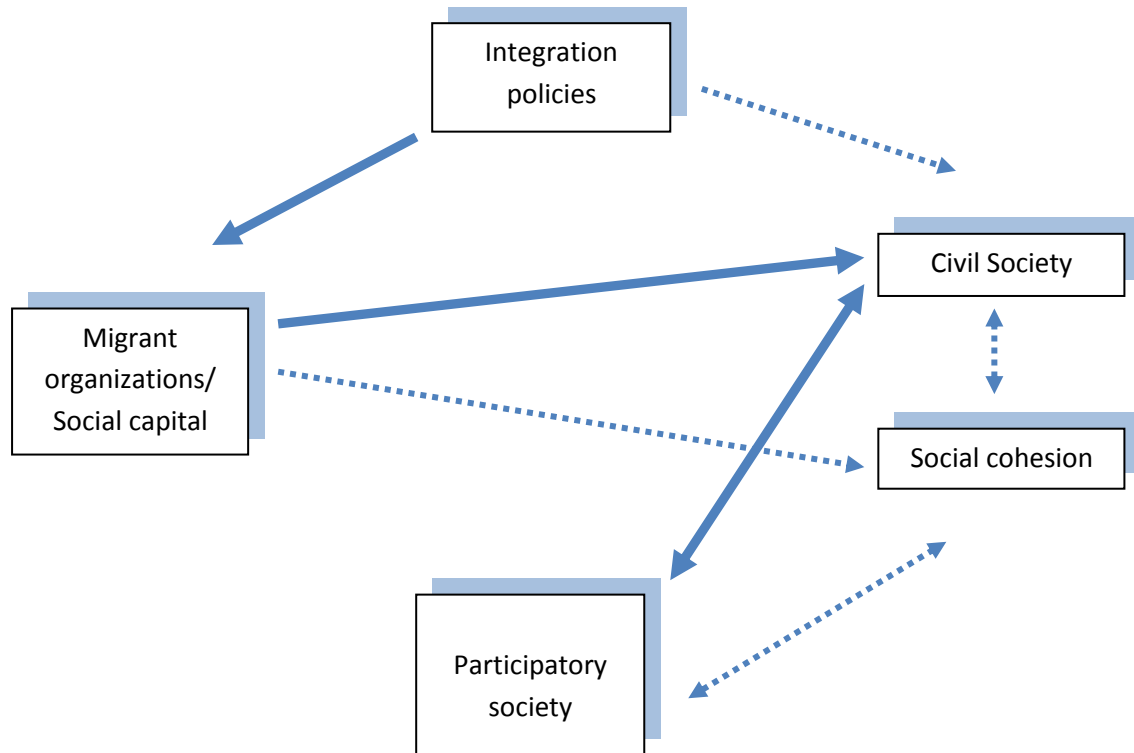 Integration
policies
Civil Society
Migrant
organizations/
Social capital
Social cohesion
Participatory
society